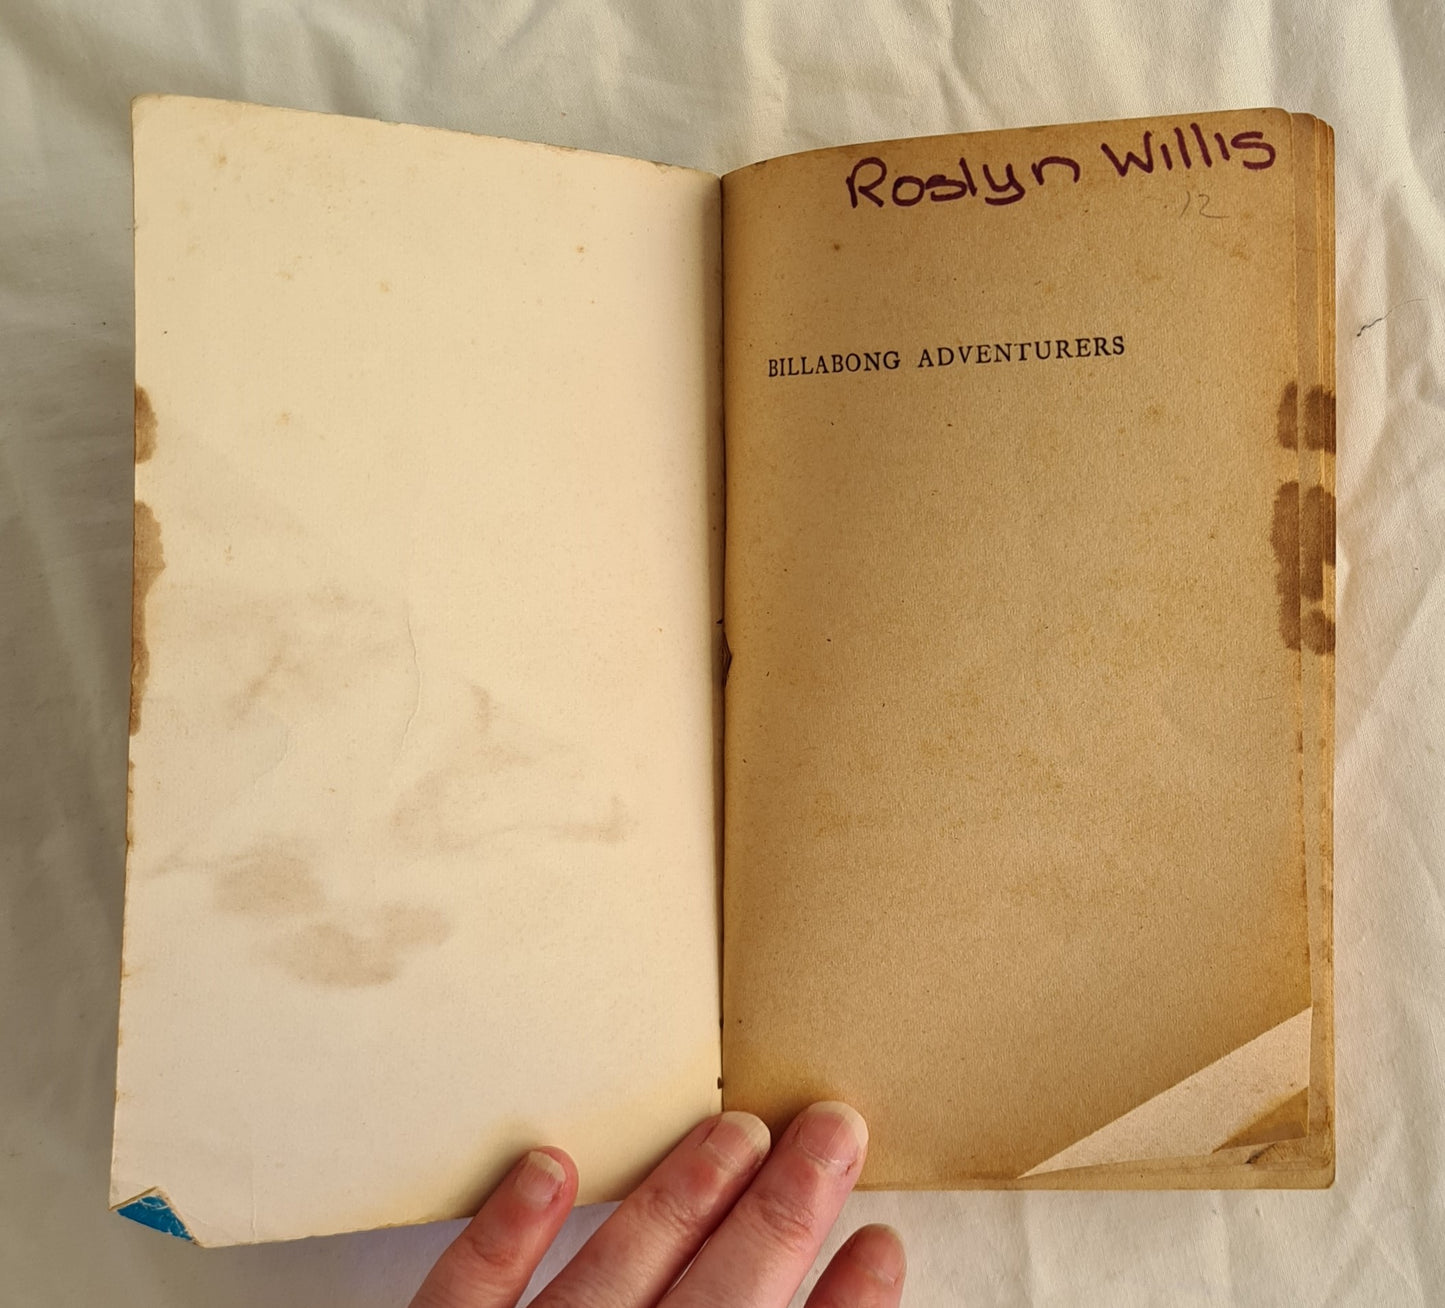 Roslyn Willis
12
BILLABONG ADVENTURERS